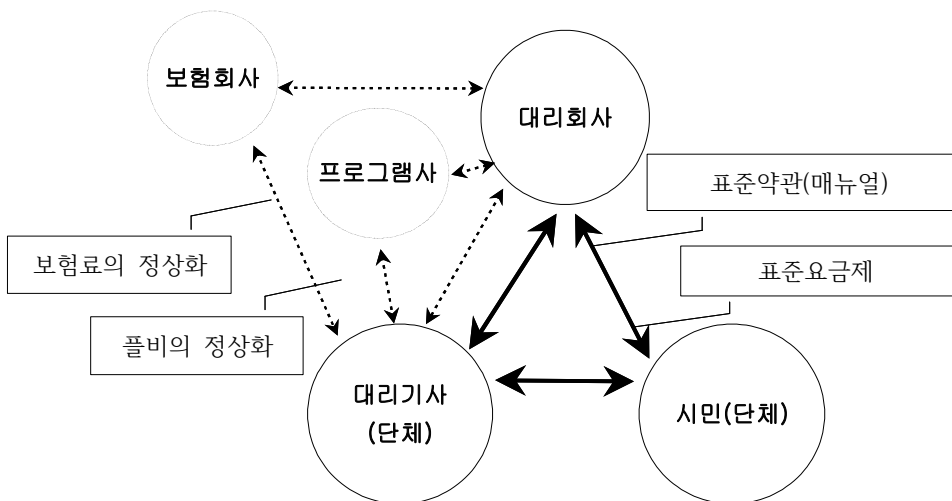 보험회사
대리회사
프로그램사
표준약관(매뉴얼)
보험료의 정상화
표준요금제
플비의 정상화
대리기사
(단체)
시민(단체)